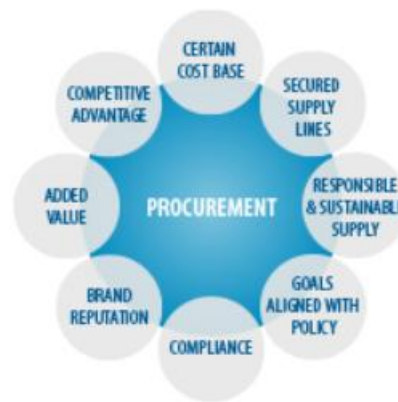 CERTAIN
COST BASE
SECURED
SUPPLY
LINES
RESPONSIBLE
& SUSTAINABLE
SUPPLY
GOALS
ALIGNED WITH
POLICY
COMPLIANCE
BRAND
REPUTATION
ADDED
VALUE
COMPETITIVE
ADVANTAGE
PROCUREMENT